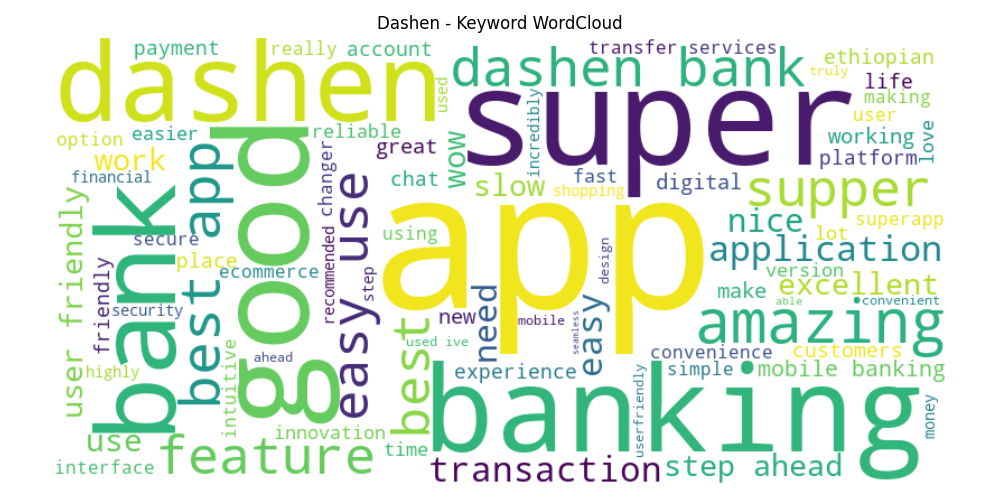 Dashen - Keyword WordCloud
payment
really
account
transfer
services
ethiopian
dashen
used
dashen bank
truly
life
super
incredibly
making
user
option
easier
reliable
good
wow
working
love
work
great
platform
financial
best app
changer
chat
slow
fast
shopping
digital
supper
user friendly
bank
easy use
recommended
app
nice
superapp
lot
secure
using
application
place
ecommerce
step
design
version
friendly
make
excellent
able
convenient
security
new
need
mobile
easy
seamless
amazing
best
used ive
intuitive
ahead
convenience
customers
highly
experience
simple
mobile banking
banking
userfriendly
money
use
feature
innovation
time
interface
transaction
step ahead